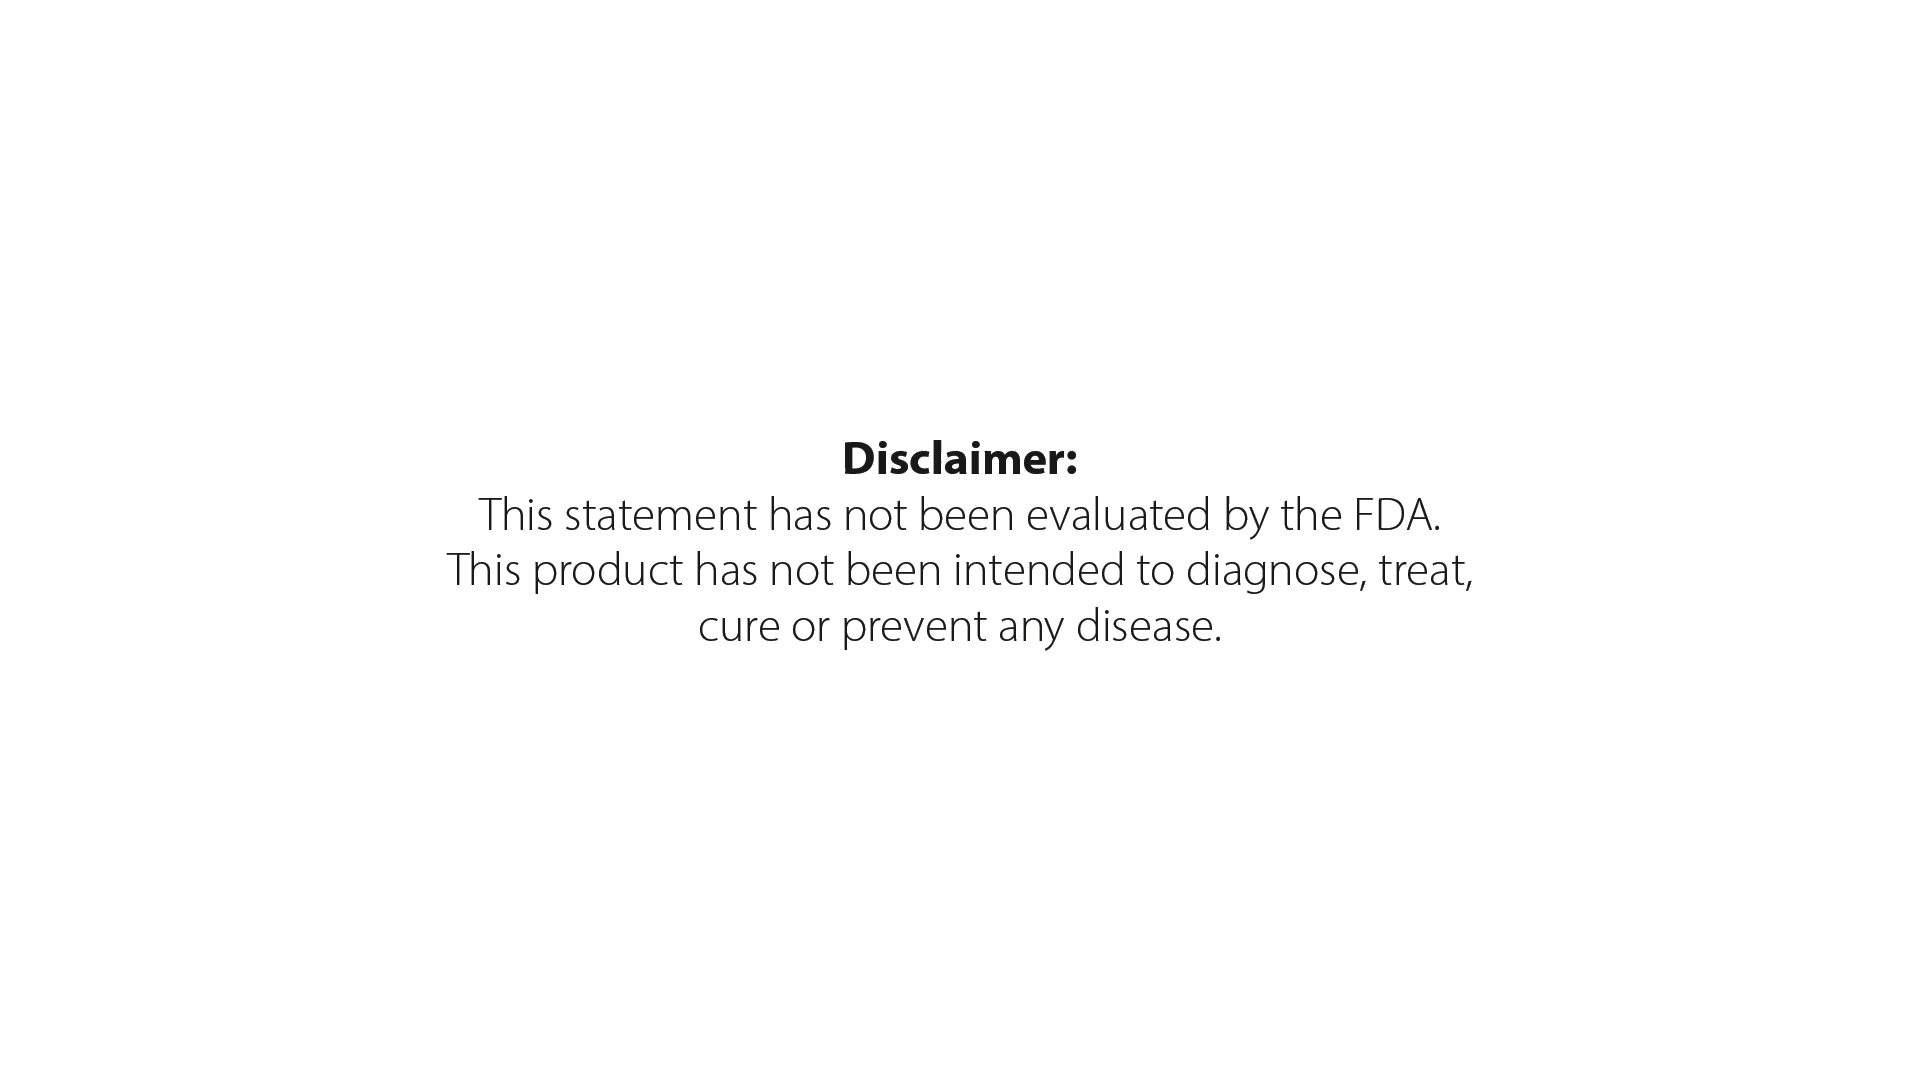 Disclaimer:
This statement has not been evaluated by the FDA.
This product has not been intended to diagnose, treat,
cure or prevent any disease.